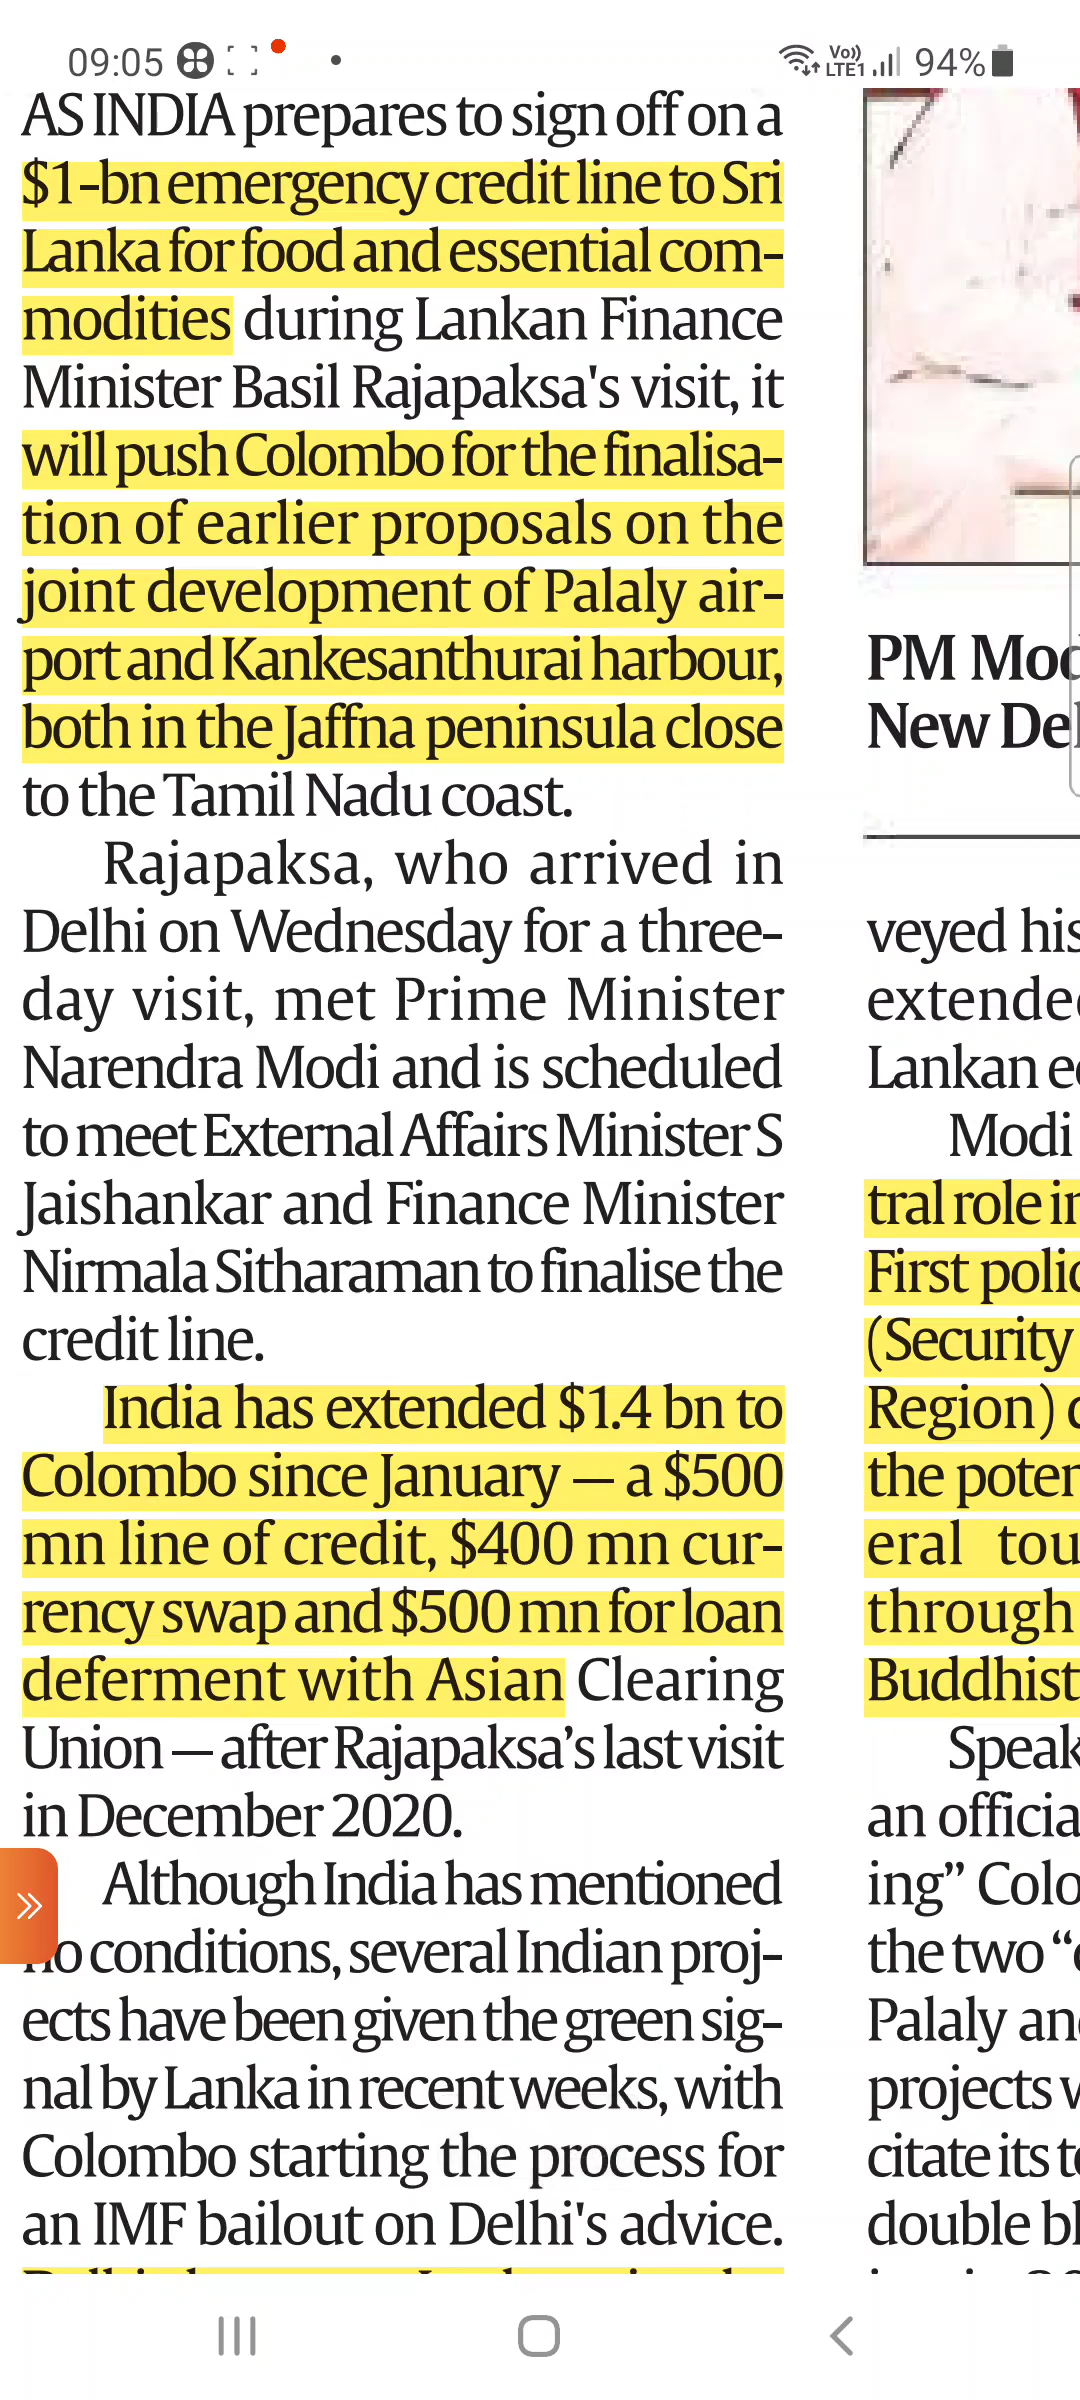 09:05
Vo))
LTE1
94%
AS INDIA prepares to sign off on a
$1-bn emergency credit line to Sri
Lanka for food and essential com-
modities during Lankan Finance
Minister Basil Rajapaksa's visit, it
will push Colombo for the finalisa-
tion of earlier proposals on the
joint development of Palaly air-
port and Kankesanthurai harbour,
both in the Jaffna peninsula close
to the Tamil Nadu coast.
Rajapaksa, who arrived in
Delhi on Wednesday for a three-
day visit, met Prime Minister
Narendra Modi and is scheduled
to meet External Affairs Minister S
Jaishankar and Finance Minister
Nirmala Sitharaman to finalise the
credit line.
India has extended $1.4 bn to
Colombo since January — a $500
mn line of credit, $400 mn cur-
rency swap and $500 mn for loan
deferment with Asian Clearing
Union — after Rajapaksa’s last visit
in December 2020.
Although India has mentioned
no conditions, several Indian proj-
ects have been given the green sig-
nal by Lanka in recent weeks, with
Colombo starting the process for
an IMF bailout on Delhi's advice.
PM Mod
New Del
veyed his
extended
Lankan ec
Modi
tral role in
First polic
(Security
Region)
the poten
eral tou
through
Buddhist
Speak
an officia
ing” Colo
the two
Palaly and
projects
citate its
double bl